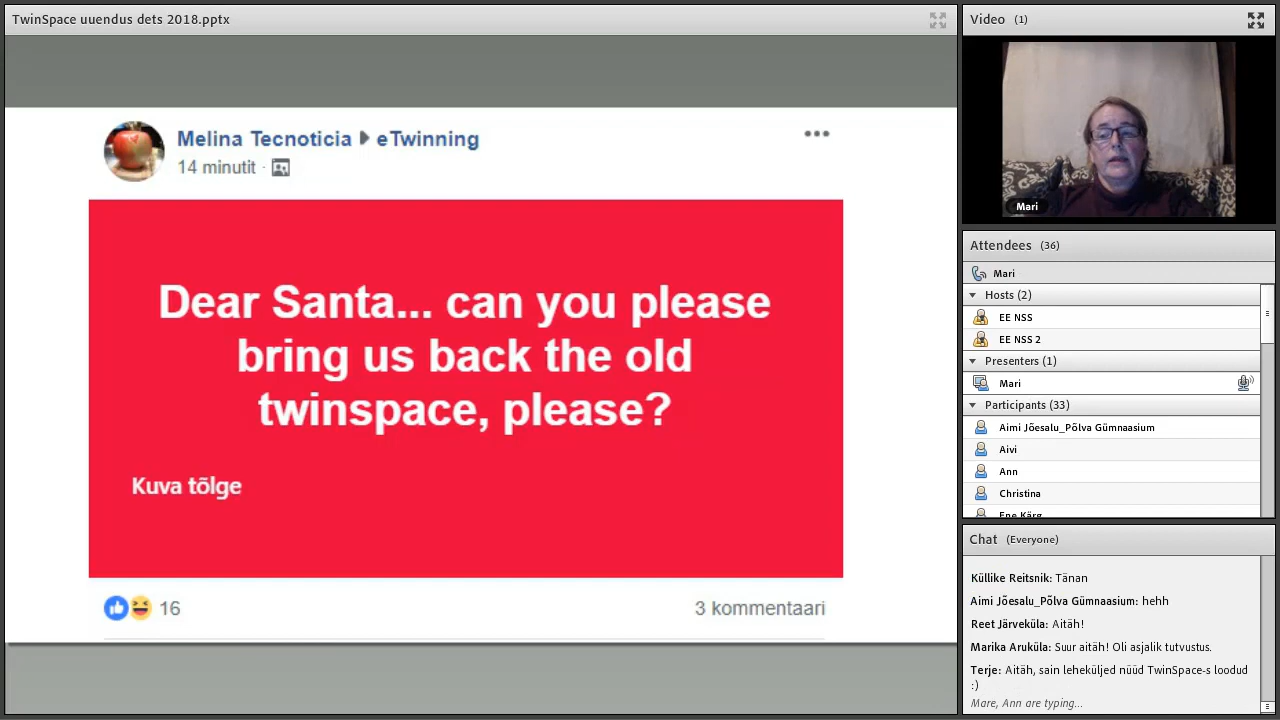 TwinSpace uuendus dets 2018.pptx
Melina Tecnoticia eTwinning
14 minutit ·
Dear Santa... can you please
bring us back the old
twinspace, please?
Kuva tõlge
16
3 kommentaari
Video (1)
Mari
Attendees (36)
Mari
Hosts (2)
EE NSS
EE NSS 2
Presenters (1)
Mari
Participants (33)
Aimi Jõesalu_Põlva Gümnaasium
Aivi
Ann
Christina
Ene Kärg
Chat (Everyone)
Küllike Reitsnik: Tänan
Aimi Jõesalu_Põlva Gümnaasium: hehh
Reet Järveküla: Aitäh!
Marika Aruküla: Suur aitäh! Oli asjalik tutvustus.
Terje: Aitäh, sain leheküljed nüüd TwinSpace-s loodud
:)
Mare, Ann are typing...